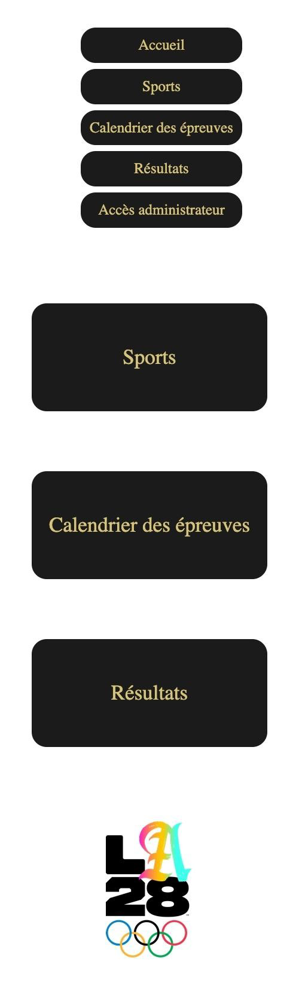 Accueil
Sports
Calendrier des épreuves
Résultats
Accès administrateur
Sports
Calendrier des épreuves
Résultats
LA
28